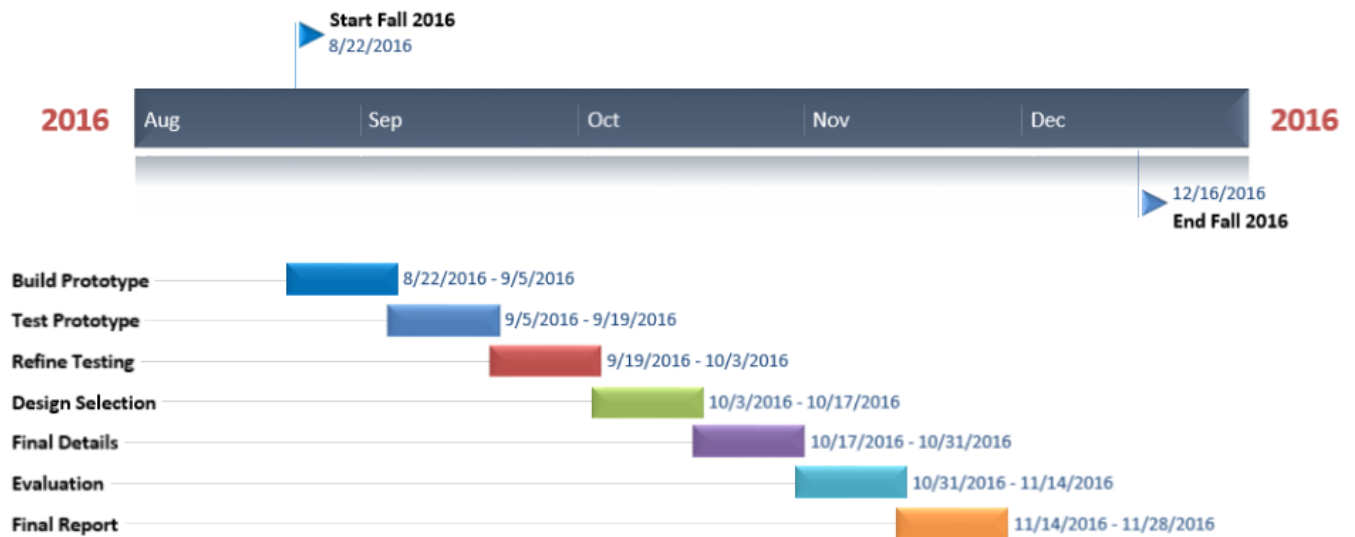 Start Fall 2016
8/22/2016
2016 Aug Sep Oct Nov Dec 2016
12/16/2016
End Fall 2016
Build Prototype 8/22/2016 - 9/5/2016
Test Prototype 9/5/2016 - 9/19/2016
Refine Testing 9/19/2016 - 10/3/2016
Design Selection 10/3/2016 - 10/17/2016
Final Details 10/17/2016 - 10/31/2016
Evaluation 10/31/2016 - 11/14/2016
Final Report 11/14/2016 - 11/28/2016